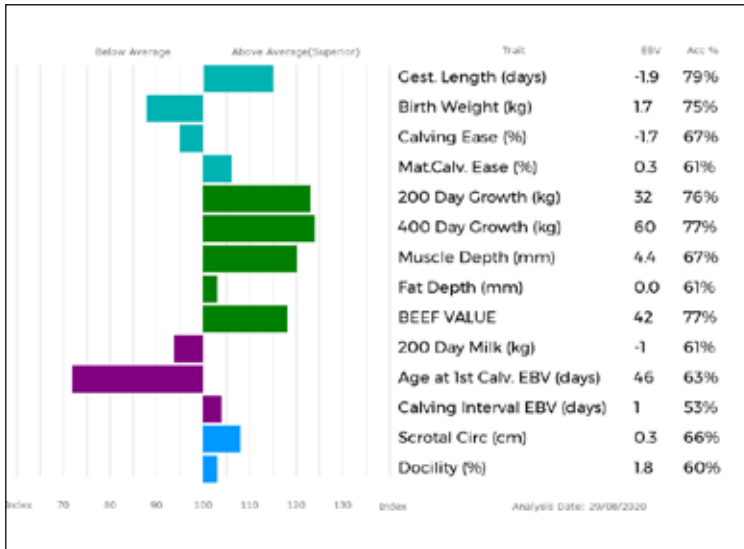 Below Average Above Average(Superior) Trait EBV Acc %
Gest. Length (days) -1.9 79%
Birth Weight (kg) 1.7 75%
Calving Ease (%) -1.7 67%
Mat.Calv. Ease (%) 0.3 61%
200 Day Growth (kg) 32 76%
400 Day Growth (kg) 60 77%
Muscle Depth (mm) 4.4 67%
Fat Depth (mm) 0.0 61%
BEEF VALUE 42 77%
200 Day Milk (kg) -1 61%
Age at 1st Calv. EBV (days) 46 63%
Calving Interval EBV (days) 1 53%
Scrotal Circ (cm) 0.3 66%
Docility (%) 1.8 60%
Index 70 80 90 100 110 120 130 Index Analysis Date: 29/08/2020